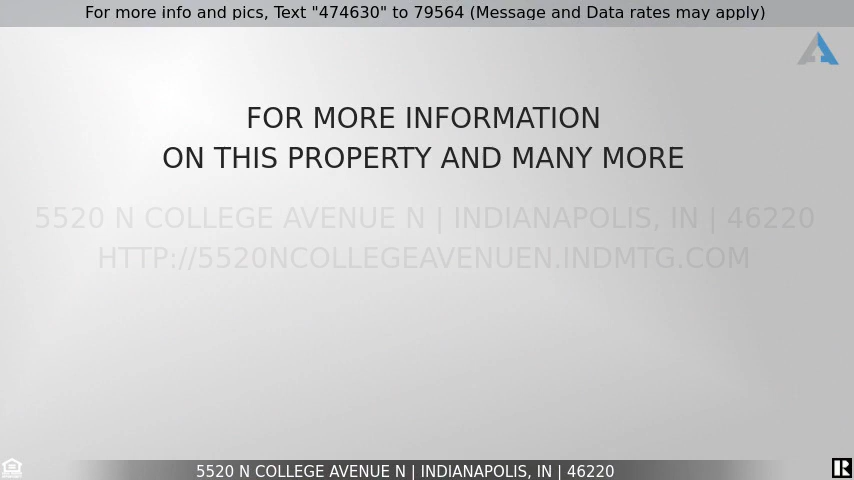 For more info and pics, Text "474630" to 79564 (Message and Data rates may apply)
FOR MORE INFORMATION
ON THIS PROPERTY AND MANY MORE
5520 N COLLEGE AVENUE N | INDIANAPOLIS, IN | 46220
HTTP://5520NCOLLEGEAVENUEN.INDMTG.COM
5520 N COLLEGE AVENUE N | INDIANAPOLIS, IN | 46220